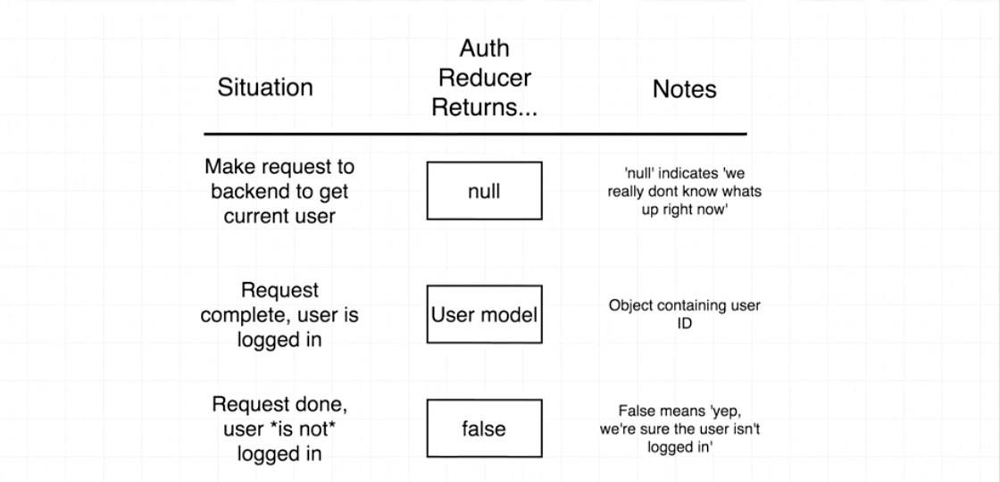 Situation
Auth
Reducer
Returns...
Notes
Make request to
backend to get
current user
null
'null' indicates 'we
really dont know whats
up right now'
Request
complete, user is
logged in
User model
Object containing user
ID
Request done,
user *is not*
logged in
false
False means 'yep,
we're sure the user isn't
logged in'